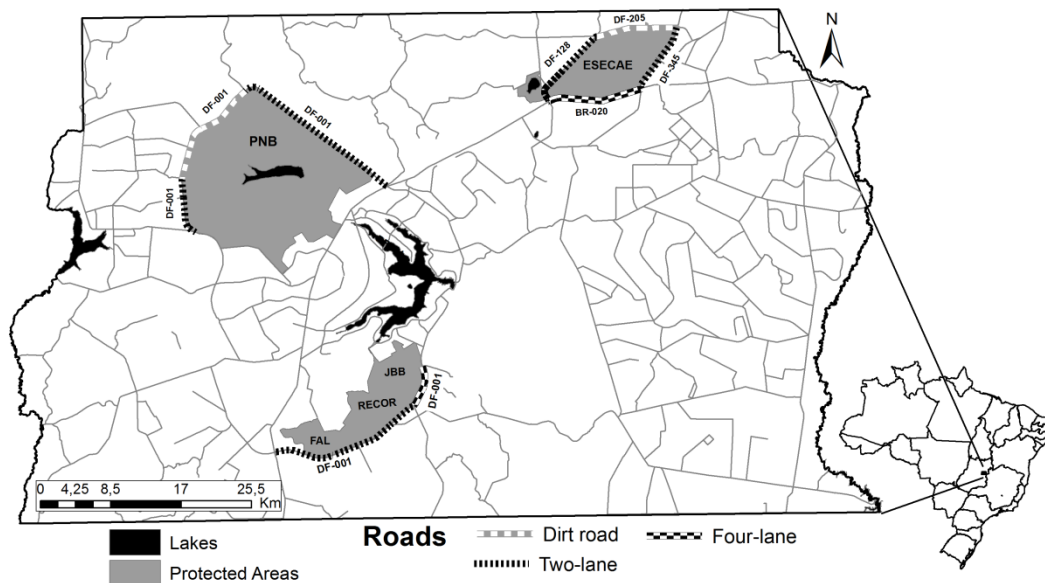 DF-205
N
DF-128
ESECAE
DF-345
DF-001
DF-001
BR-020
PNB
DF-001
JBB
DF-001
RECOR
FAL
DF-001
0 4,25 8,5 17 25,5
Km
Roads
Lakes
Dirt road
Four-lane
Protected Areas
Two-lane